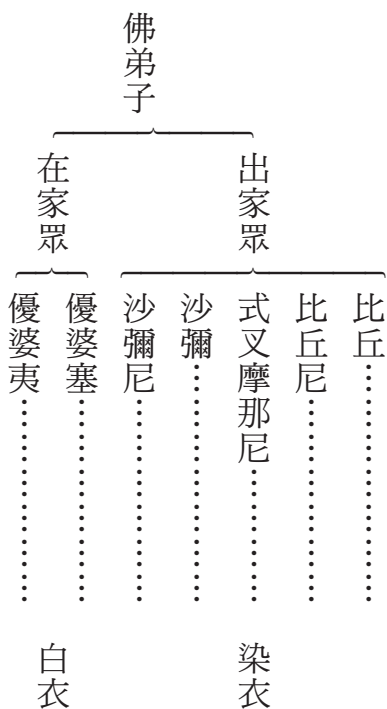 佛弟子
出家眾
比丘…………………
比丘尼………………
式叉摩那尼…………
沙彌…………………
沙彌尼………………
染衣
在家眾
優婆塞………………
優婆夷………………
白衣